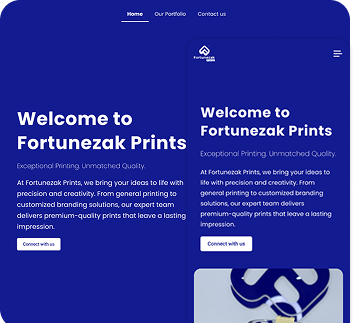 Home Our Portfolio Contact us
Welcome to
Fortunezak Prints
Exceptional Printing. Unmatched Quality.
At Fortunezak Prints, we bring your ideas to life with
precision and creativity. From general printing to
customized branding solutions, our expert team
delivers premium-quality prints that leave a lasting
impression.
Connect with us
Fortunezak
Welcome to
Fortunezak Prints
Exceptional Printing. Unmatched Quality.
At Fortunezak Prints, we bring your ideas to
life with precision and creativity. From
general printing to customized branding
solutions, our expert team delivers
premium-quality prints that leave a lasting
impression.
Connect with us